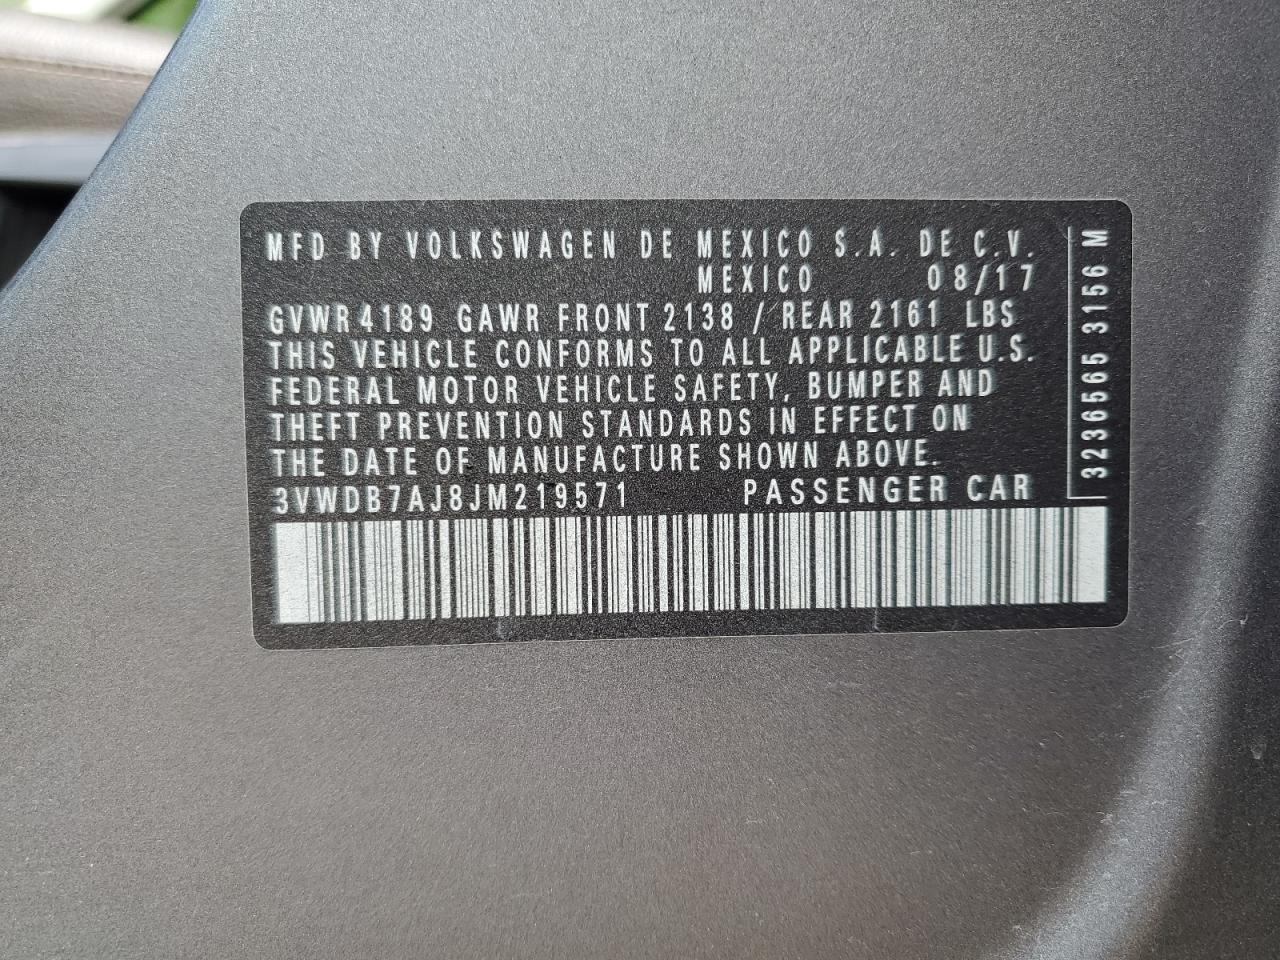 MFD BY VOLKSWAGEN DE MEXICO S.A. DE C.V.
MEXICO 08/17
GVWR 4189 GAWR FRONT 2138 / REAR 2161 LBS
THIS VEHICLE CONFORMS TO ALL APPLICABLE U.S.
FEDERAL MOTOR VEHICLE SAFETY, BUMPER AND
THEFT PREVENTION STANDARDS IN EFFECT ON
THE DATE OF MANUFACTURE SHOWN ABOVE.
3VWDB7AJ8JM219571 PASSENGER CAR
3236565 3156 M